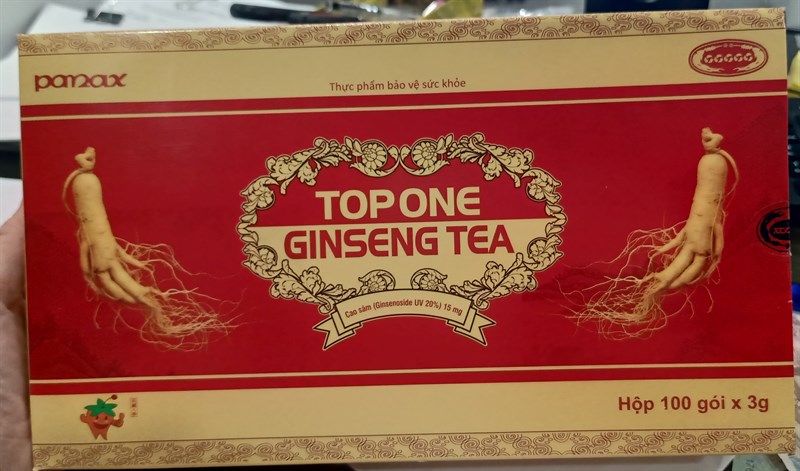 panax
Thực phẩm bảo vệ sức khỏe
TOP ONE
GINSENG TEA
Cao sâm (Ginsenoside UV 20%) 15 mg
Hộp 100 gói x 3g